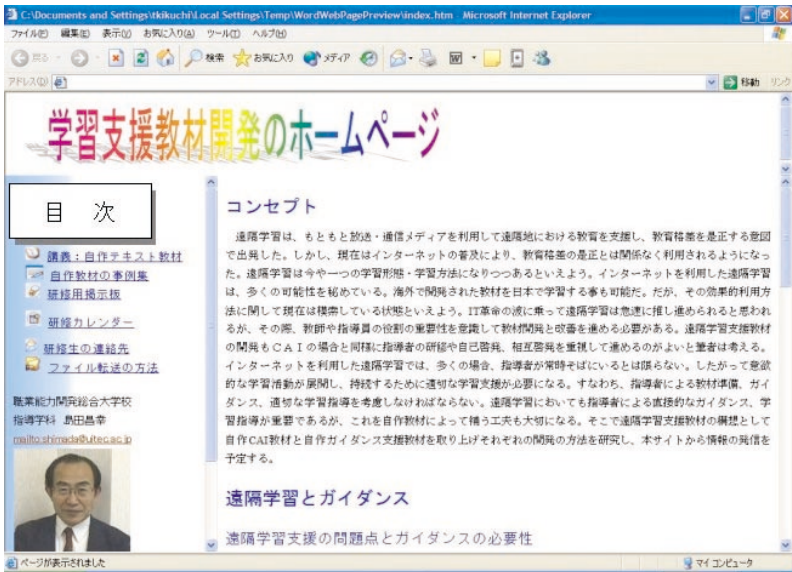 C:\Documents and Settings\tkikuchi\Local Settings\Temp\WordWebPagePreview\index.htm - Microsoft Internet Explorer
ファイル(F) 編集(E) 表示(V) お気に入り(A) ツール(T) ヘルプ(H)
戻る 検索 お気に入り メディア
アドレス(D) 移動 リンク
学習支援教材開発のホームページ
目 次
講義：自作テキスト教材
自作教材の事例集
研修用掲示板
研修カレンダー
研修生の連絡先
ファイル転送の方法
職業能力開発総合大学校
指導学科 島田昌幸
mailto:shimada@uitec.ac.jp
コンセプト
遠隔学習は、もともと放送・通信メディアを利用して遠隔地における教育を支援し、教育格差を是正する意図
で出発した。しかし、現在はインターネットの普及により、教育格差の是正とは関係なく利用されるようになっ
た。遠隔学習は今や一つの学習形態・学習方法になりつつあるといえよう。インターネットを利用した遠隔学習
は、多くの可能性を秘めている。海外で開発された教材を日本で学習する事も可能だ。だが、その効果的利用方
法に関して現在は模索している状態といえよう。IT革命の波に乗って遠隔学習は急速に推し進められると思われ
るが、その際、教師や指導員の役割の重要性を意識して教材開発と改善を進める必要がある。遠隔学習支援教材
の開発もＣＡＩの場合と同様に指導者の研修や自己啓発、相互啓発を重視して進めるのがよいと筆者は考える。
インターネットを利用した遠隔学習では、多くの場合、指導者が常時そばにいるとは限らない。したがって意欲
的な学習活動が展開し、持続するために適切な学習支援が必要になる。すなわち、指導者による教材準備、ガイ
ダンス、適切な学習指導を考慮しなければならない。遠隔学習においても指導者による直接的なガイダンス、学
習指導が重要であるが、これを自作教材によって補う工夫も大切になる。そこで遠隔学習支援教材の構想として
自作CAI教材と自作ガイダンス支援教材を取り上げそれぞれの開発の方法を研究し、本サイトから情報の発信を
予定する。
遠隔学習とガイダンス
遠隔学習支援の問題点とガイダンスの必要性
ページが表示されました マイ コンピュータ